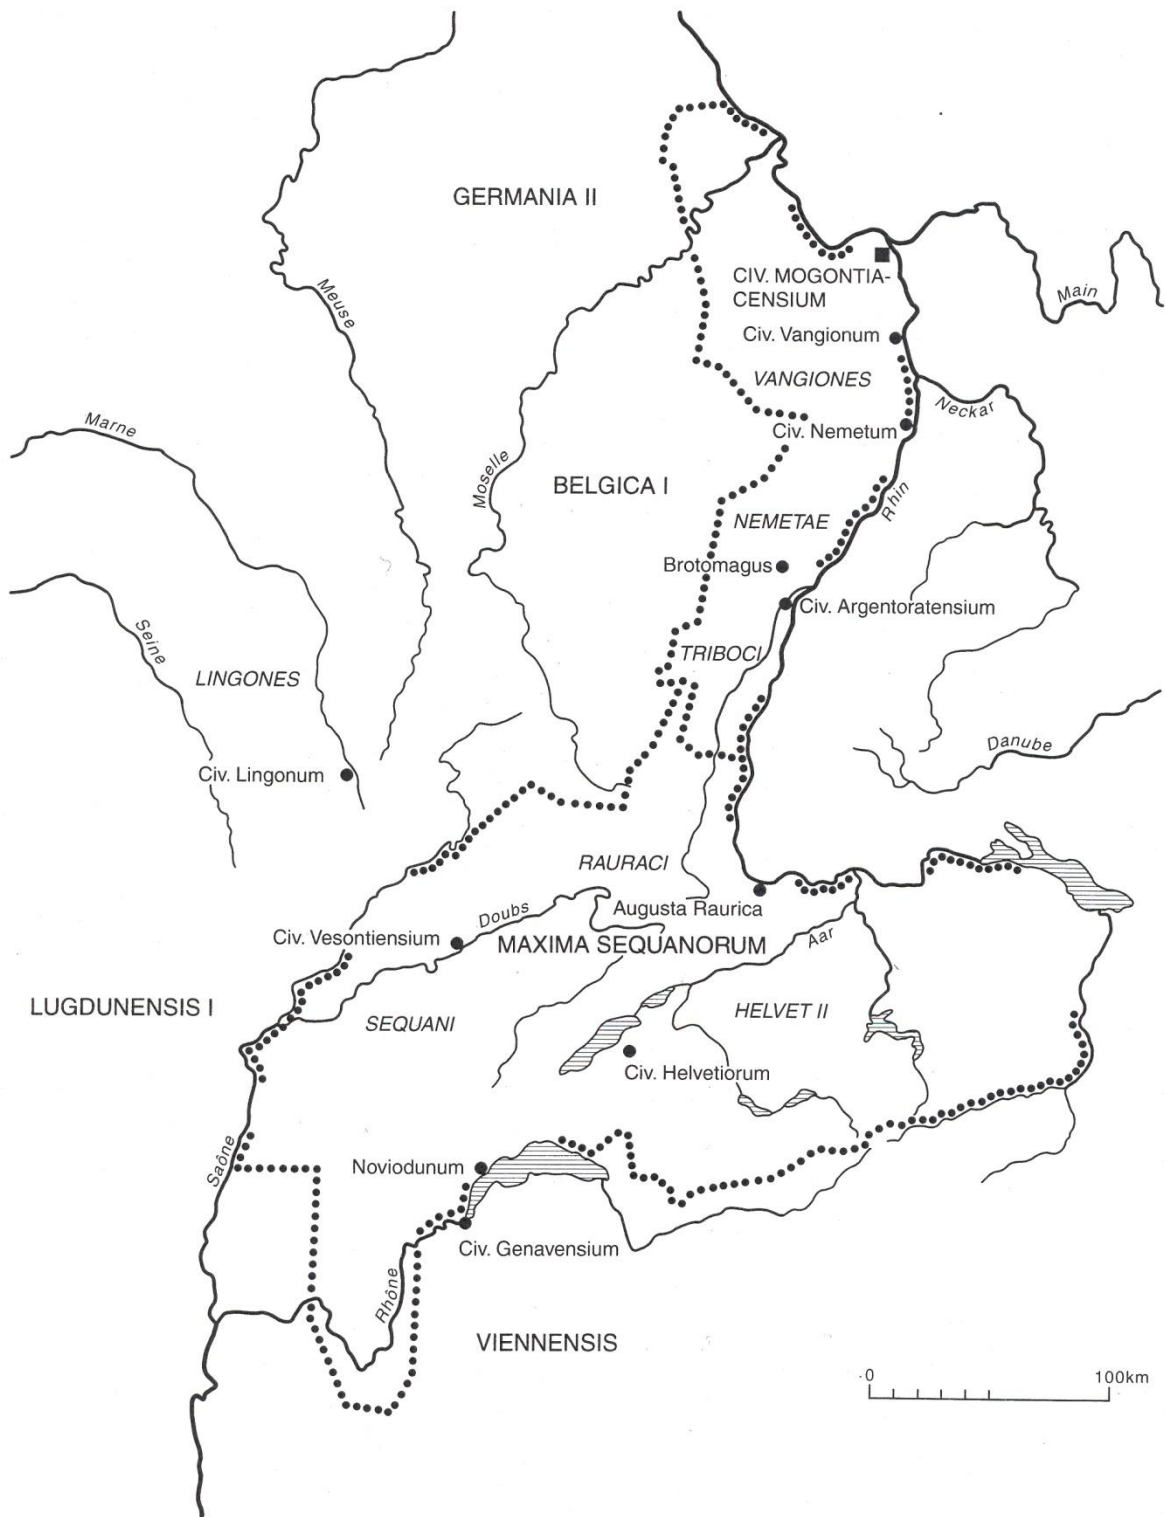 GERMANIA II
Meuse
CIV. MOGONTIA-
CENSIUM
Main
Civ. Vangionum
VANGIONES
Neckar
Marne
Civ. Nemetum
Moselle
BELGICA I
Rhin
NEMETAE
Brotomagus
Civ. Argentoratensium
Seine
TRIBOCI
LINGONES
Danube
Civ. Lingonum
RAURACI
Augusta Raurica
Doubs
Civ. Vesontiensium
MAXIMA SEQUANORUM
Aar
LUGDUNENSIS I
SEQUANI
HELVET II
Civ. Helvetiorum
Saône
Noviodunum
Civ. Genavensium
Rhône
VIENNENSIS
0 100km